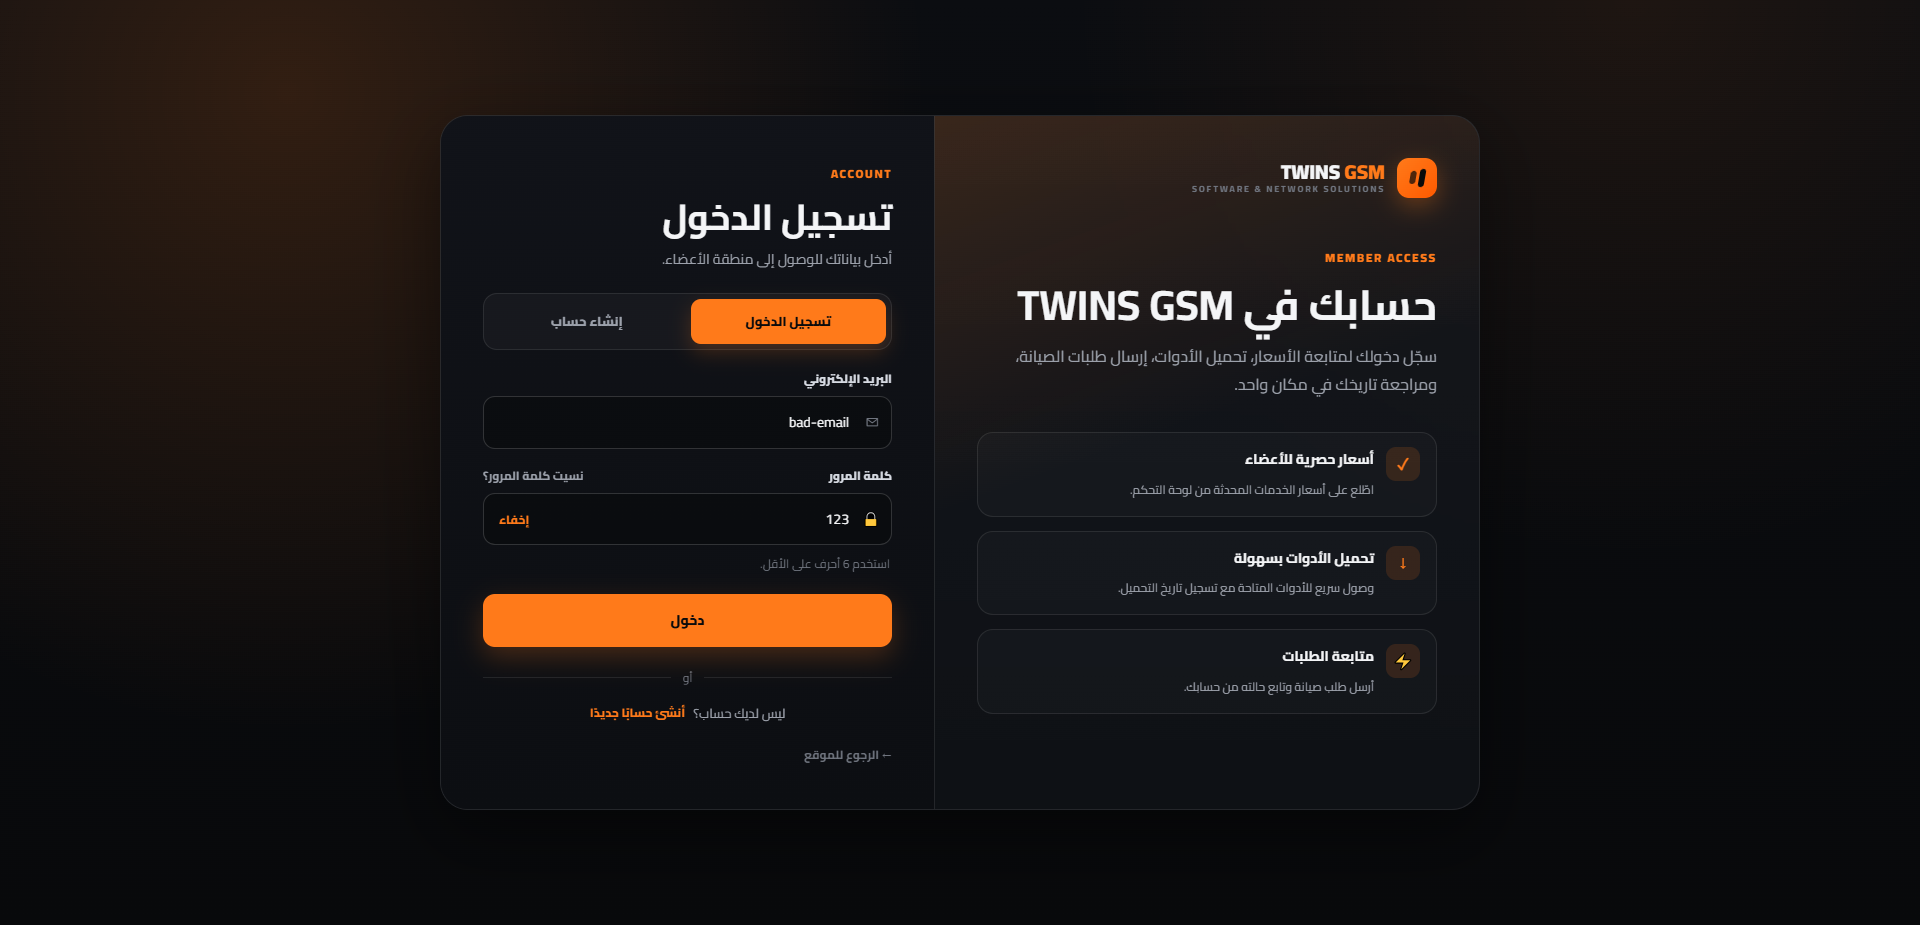 TWINS GSM
SOFTWARE & NETWORK SOLUTIONS
MEMBER ACCESS
حسابك في TWINS GSM
سجّل دخولك لمتابعة الأسعار، تحميل الأدوات، إرسال طلبات الصيانة،
ومراجعة تاريخك في مكان واحد.
أسعار حصرية للأعضاء
اطّلع على أسعار الخدمات المحدثة من لوحة التحكم.
تحميل الأدوات بسهولة
وصول سريع للأدوات المتاحة مع تسجيل تاريخ التحميل.
متابعة الطلبات
أرسل طلب صيانة وتابع حالته من حسابك.
ACCOUNT
تسجيل الدخول
أدخل بياناتك للوصول إلى منطقة الأعضاء.
تسجيل الدخول
إنشاء حساب
البريد الإلكتروني
bad-email
كلمة المرور
نسيت كلمة المرور؟
123
إخفاء
استخدم 6 أحرف على الأقل.
دخول
أو
ليس لديك حساب؟ أنشئ حسابًا جديدًا
← الرجوع للموقع